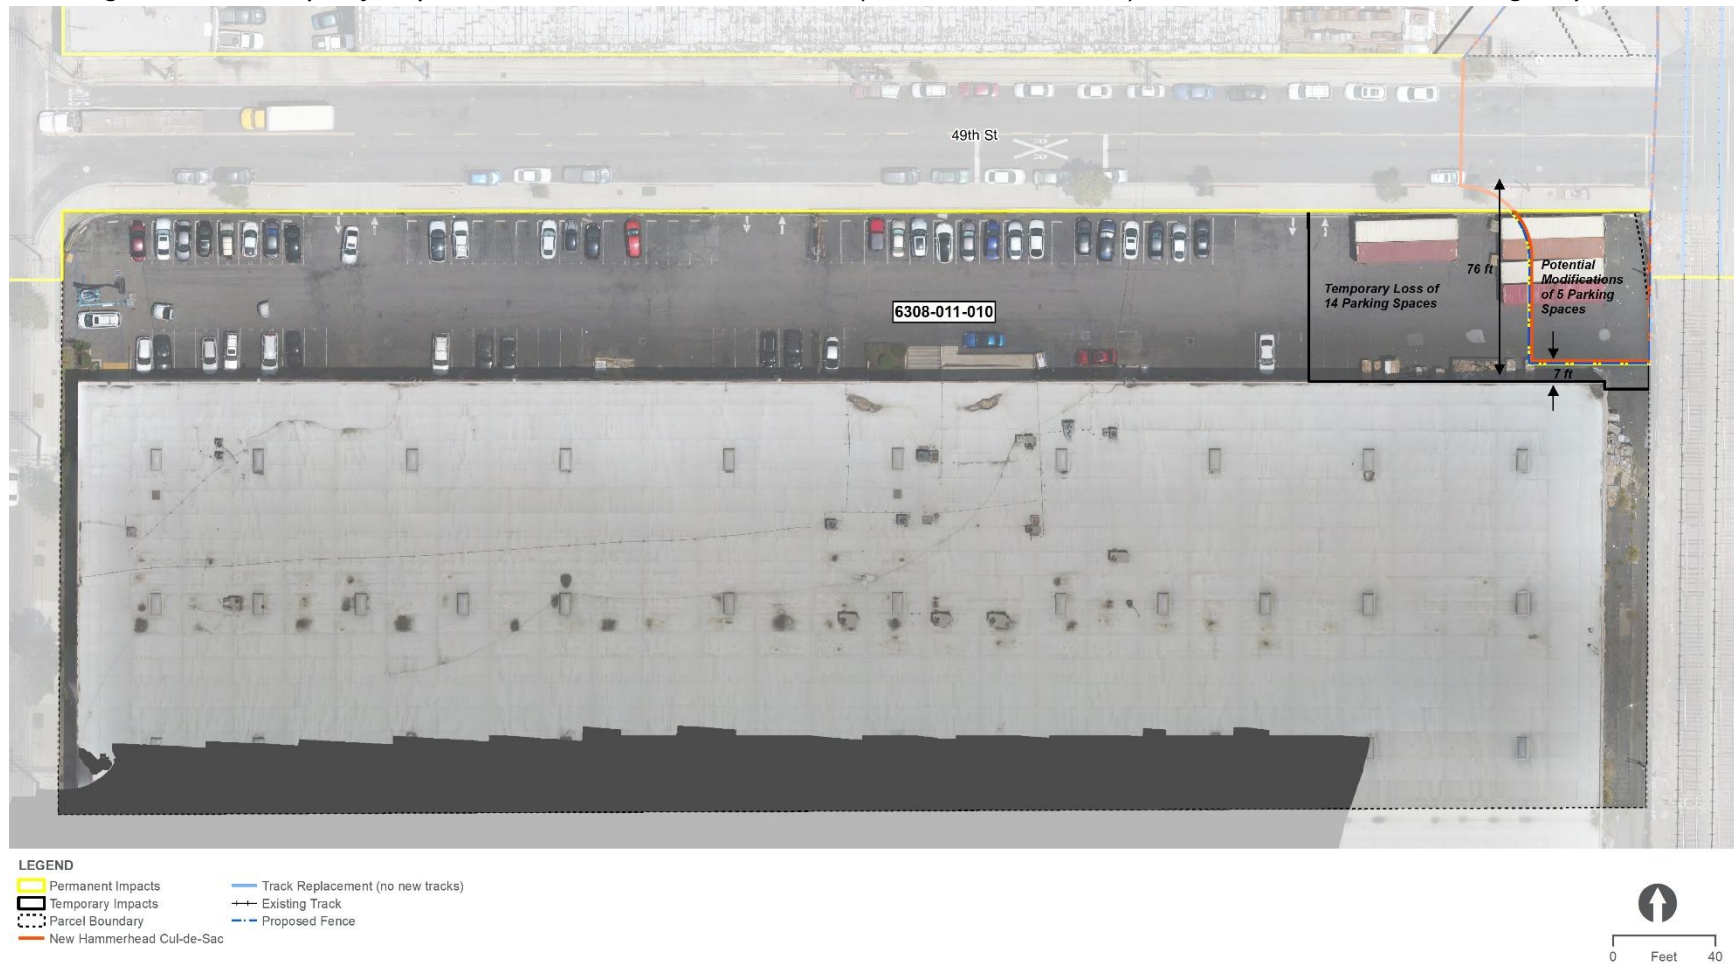 49th St
76 ft
Potential
Modifications
of 5 Parking
Spaces
Temporary Loss of
14 Parking Spaces
6308-011-010
7 ft
LEGEND
Permanent Impacts
Temporary Impacts
Parcel Boundary
New Hammerhead Cul-de-Sac
Track Replacement (no new tracks)
Existing Track
Proposed Fence
0 Feet 40